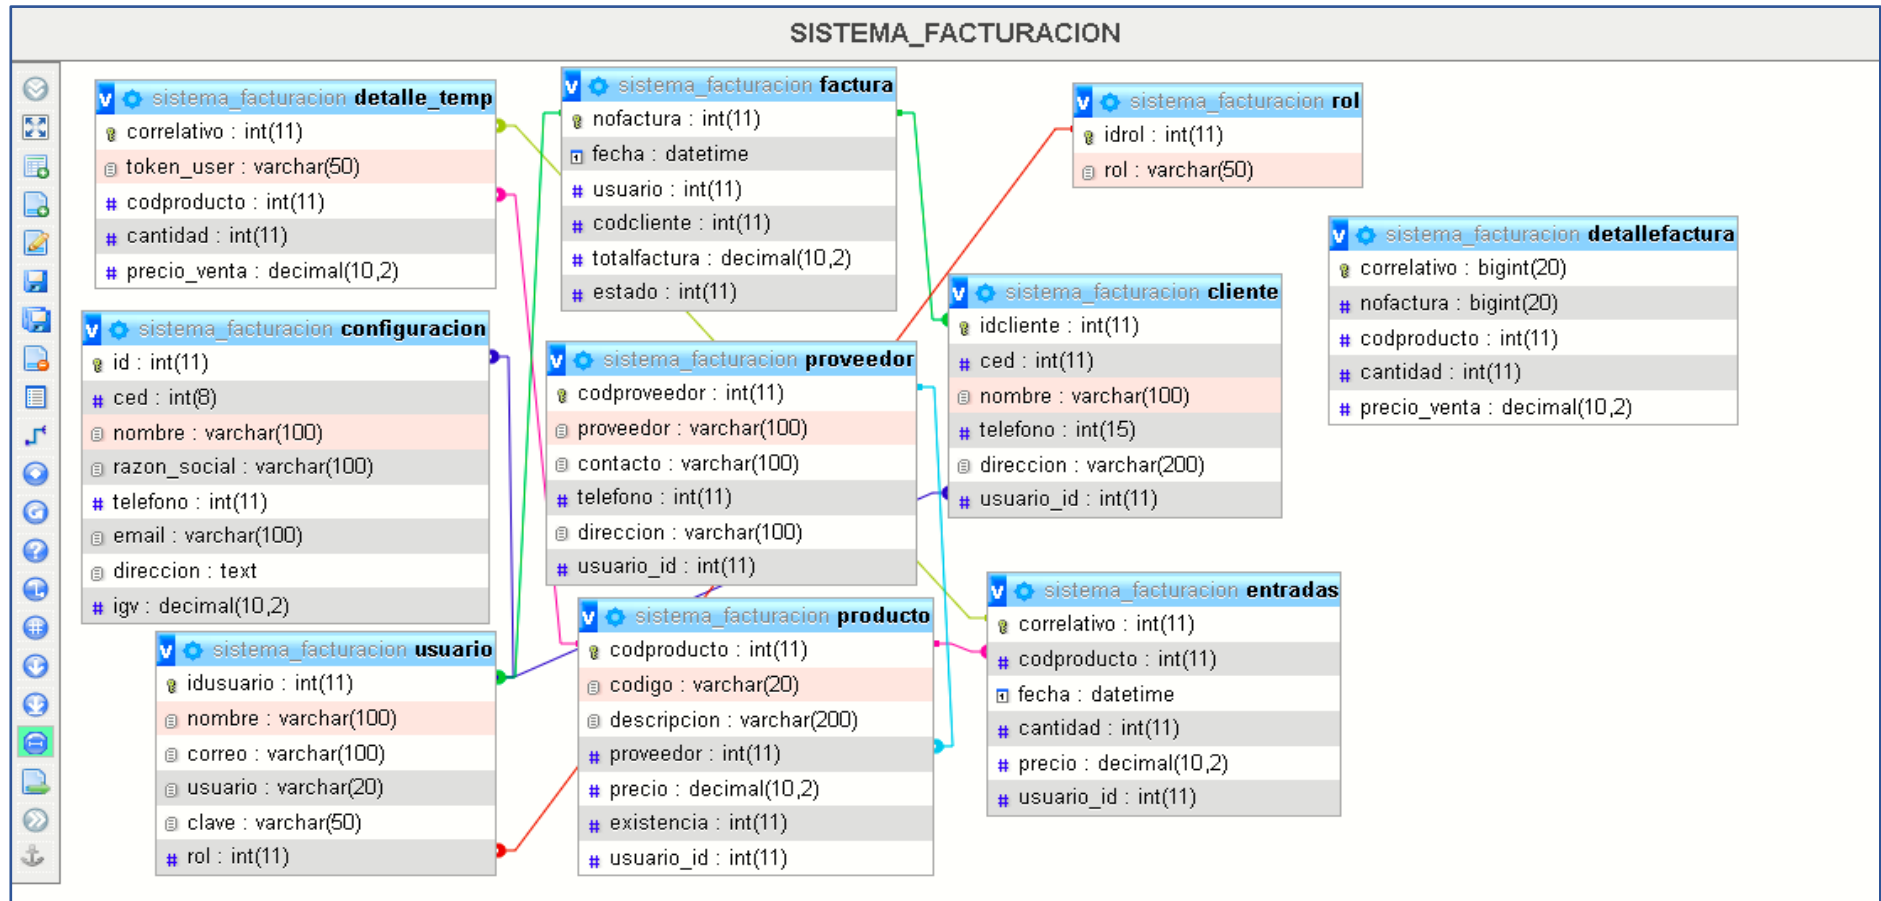 SISTEMA_FACTURACION
sistema_facturacion detalle_temp
correlativo : int(11)
token_user : varchar(50)
codproducto : int(11)
cantidad : int(11)
precio_venta : decimal(10,2)
sistema_facturacion factura
nofactura : int(11)
fecha : datetime
usuario : int(11)
codcliente : int(11)
totalfactura : decimal(10,2)
estado : int(11)
sistema_facturacion rol
idrol : int(11)
rol : varchar(50)
sistema_facturacion detallefactura
correlativo : bigint(20)
nofactura : bigint(20)
codproducto : int(11)
cantidad : int(11)
precio_venta : decimal(10,2)
sistema_facturacion cliente
idcliente : int(11)
ced : int(11)
nombre : varchar(100)
telefono : int(15)
direccion : varchar(200)
usuario_id : int(11)
sistema_facturacion configuracion
id : int(11)
ced : int(8)
nombre : varchar(100)
razon_social : varchar(100)
telefono : int(11)
email : varchar(100)
direccion : text
igv : decimal(10,2)
sistema_facturacion proveedor
codproveedor : int(11)
proveedor : varchar(100)
contacto : varchar(100)
telefono : int(11)
direccion : varchar(100)
usuario_id : int(11)
sistema_facturacion entradas
correlativo : int(11)
codproducto : int(11)
fecha : datetime
cantidad : int(11)
precio : decimal(10,2)
usuario_id : int(11)
sistema_facturacion producto
codproducto : int(11)
codigo : varchar(20)
descripcion : varchar(200)
proveedor : int(11)
precio : decimal(10,2)
existencia : int(11)
usuario_id : int(11)
sistema_facturacion usuario
idusuario : int(11)
nombre : varchar(100)
correo : varchar(100)
usuario : varchar(20)
clave : varchar(50)
rol : int(11)